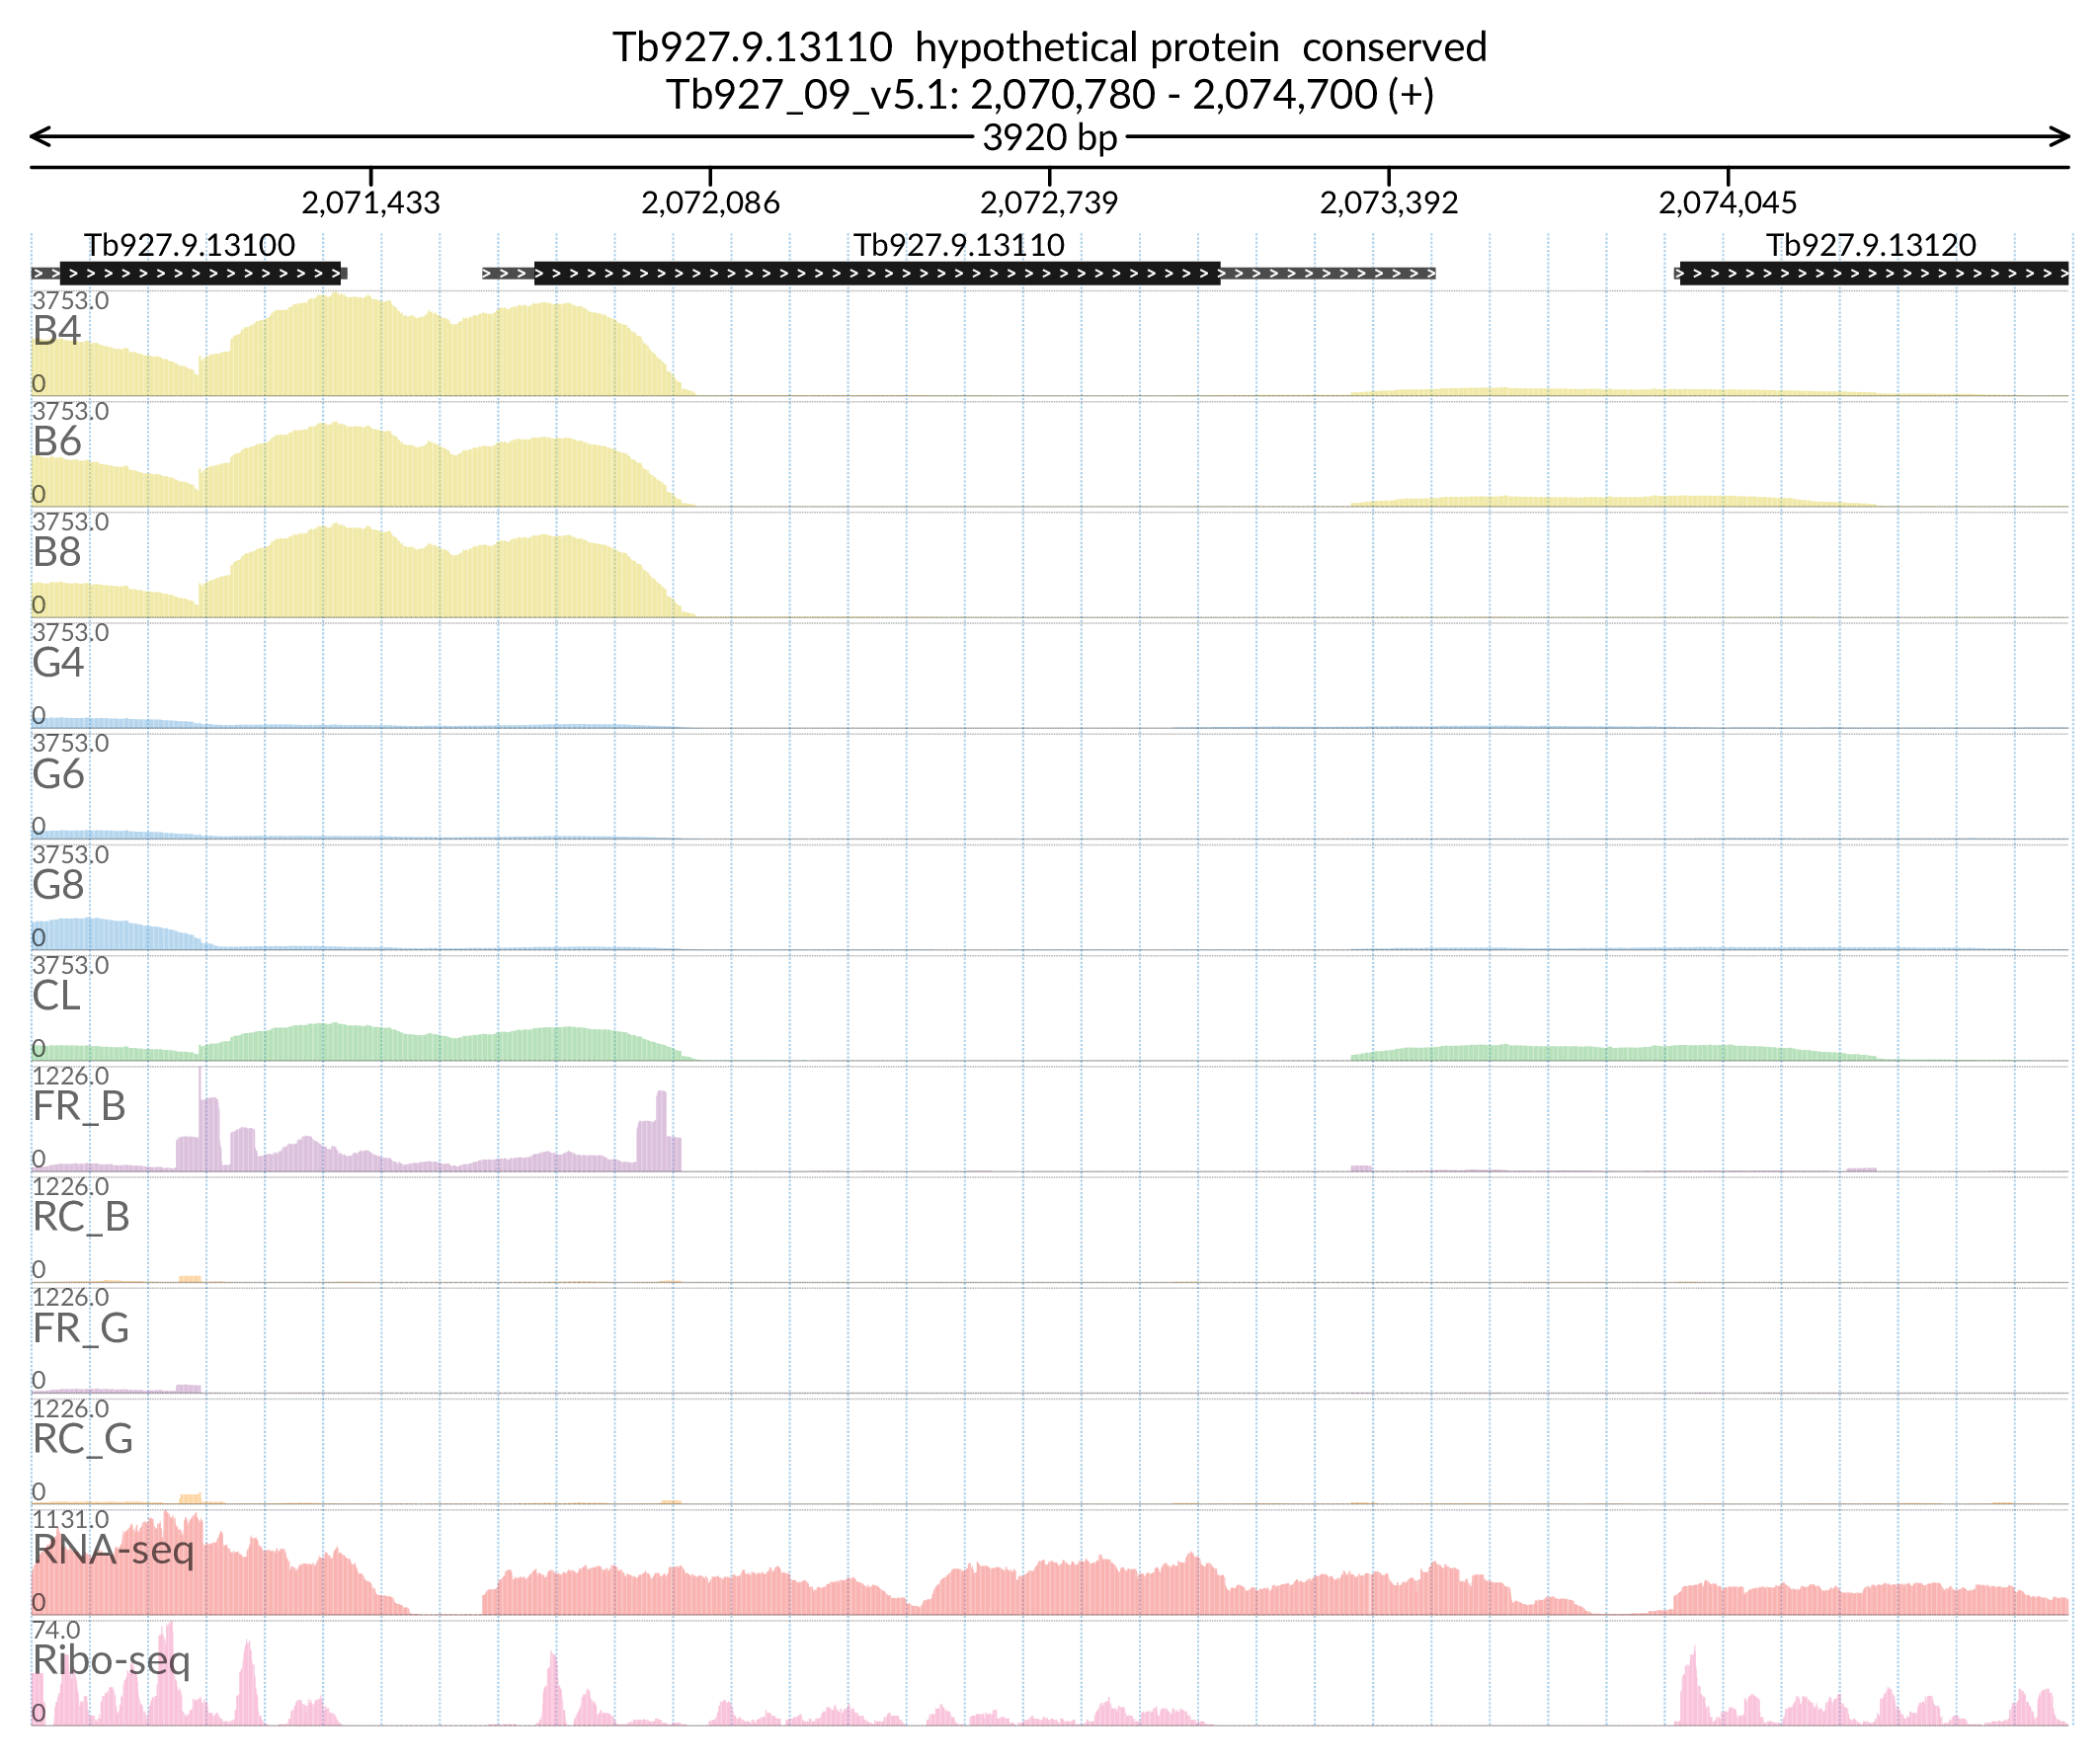 Tb927.9.13110  hypothetical protein  conserved
Tb927_09_v5.1: 2,070,780 - 2,074,700 (+)
3920 bp
2,071,433 2,072,086 2,072,739 2,073,392 2,074,045
Tb927.9.13100 Tb927.9.13110 Tb927.9.13120
3753.0
B4
0
3753.0
B6
0
3753.0
B8
0
3753.0
G4
0
3753.0
G6
0
3753.0
G8
0
3753.0
CL
0
1226.0
FR_B
0
1226.0
RC_B
0
1226.0
FR_G
0
1226.0
RC_G
0
1131.0
RNA-seq
0
74.0
Ribo-seq
0